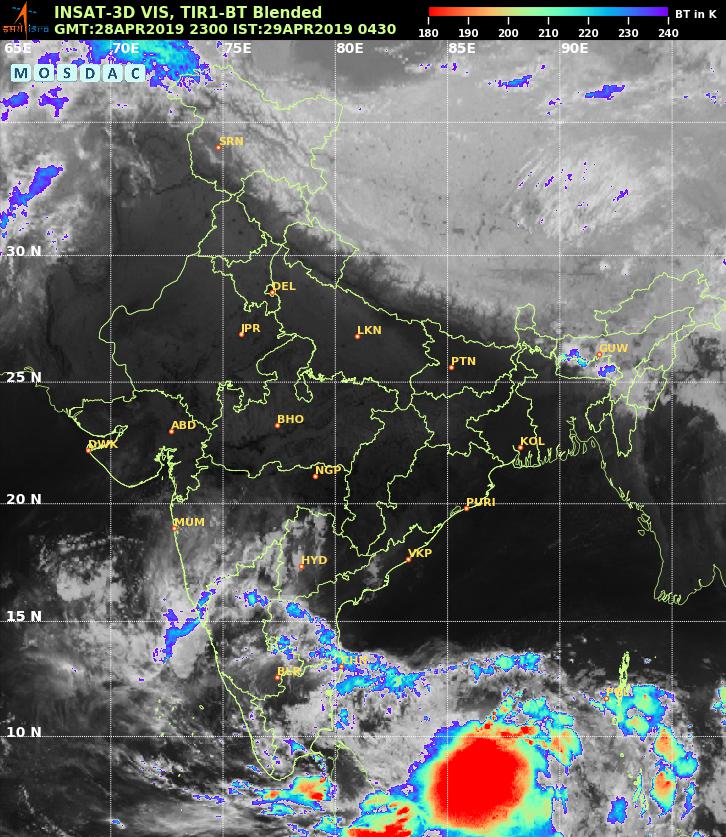 INSAT-3D VIS, TIR1-BT Blended
GMT:28APR2019 2300 IST:29APR2019 0430
BT in K
180 190 200 210 220 230 240
65E 70E 75E 80E 85E 90E
MOSDAC
SRN
30 N
DEL
JPR
LKN
GUW
PTN
25 N
ABD
BHO
DWK
KOL
NGP
20 N
PURI
MUM
VKP
HYD
15 N
10 N